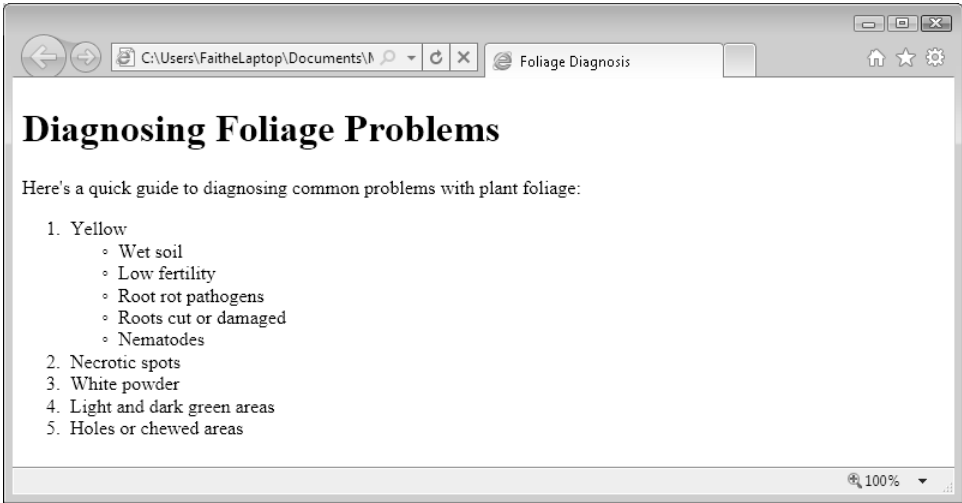 C:\Users\FaitheLaptop\Documents\
Foliage Diagnosis
Diagnosing Foliage Problems
Here's a quick guide to diagnosing common problems with plant foliage:
1. Yellow
◦ Wet soil
◦ Low fertility
◦ Root rot pathogens
◦ Roots cut or damaged
◦ Nematodes
2. Necrotic spots
3. White powder
4. Light and dark green areas
5. Holes or chewed areas
100%